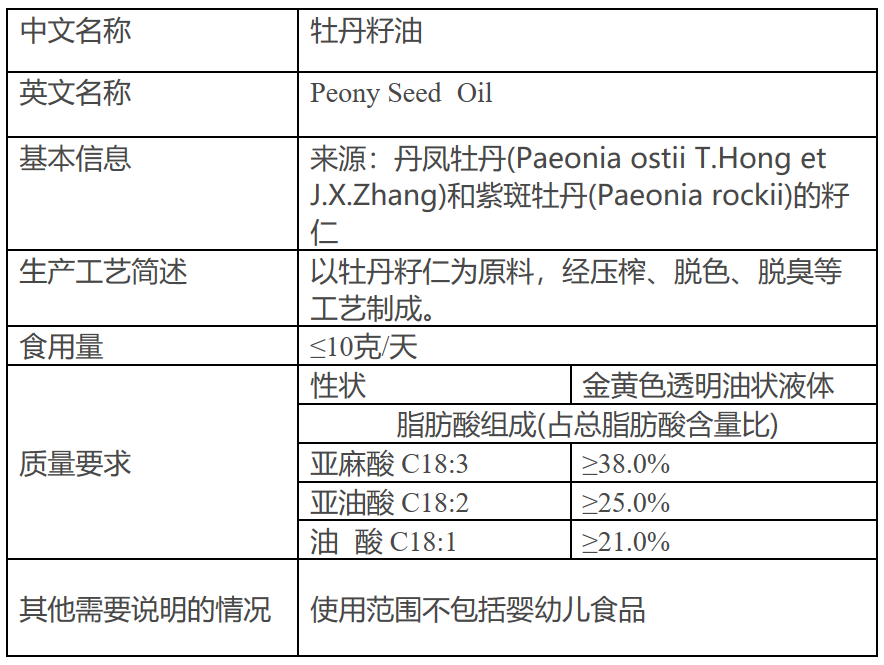 中文名称
牡丹籽油
英文名称
Peony Seed  Oil
基本信息
来源：丹凤牡丹(Paeonia ostii T.Hong et
J.X.Zhang)和紫斑牡丹(Paeonia rockii)的籽
仁
生产工艺简述
以牡丹籽仁为原料，经压榨、脱色、脱臭等
工艺制成。
食用量
≤10克/天
质量要求
性状
金黄色透明油状液体
脂肪酸组成(占总脂肪酸含量比)
亚麻酸 C18:3
≥38.0%
亚油酸 C18:2
≥25.0%
油  酸 C18:1
≥21.0%
其他需要说明的情况
使用范围不包括婴幼儿食品